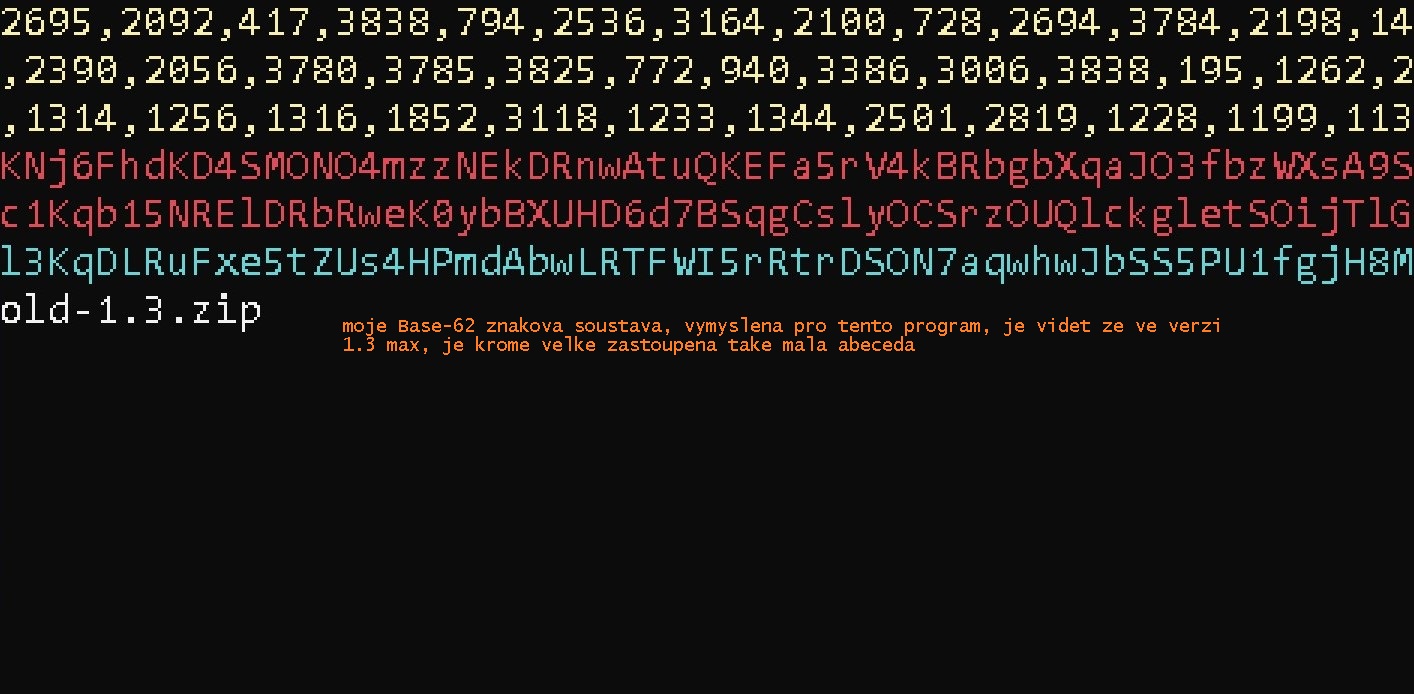 2695,2092,417,3838,794,2536,3164,2100,728,2694,3784,2198,14
,2390,2056,3780,3785,3825,772,940,3386,3006,3838,195,1262,2
,1314,1256,1316,1852,3118,1233,1344,2501,2819,1228,1199,113
KNj6FhdKD4SMONO4mzzNEkDRnwAtuQKEFa5rV4kBRbgbXqaJO3fbzWXsA9S
c1Kqb15NRElDRbRweK0ybBXUHD6d7BSqgCslyOCSrzOUQlckgletSOijTlG
l3KqDLRuFxe5tZUs4HPmdAbwLRTFWI5rRtrDSON7aqwhwJbSS5PU1fgjH8M
old-1.3.zip
moje Base-62 znakova soustava, vymyslena pro tento program, je videt ze ve verzi
1.3 max, je krome velke zastoupena take mala abeceda